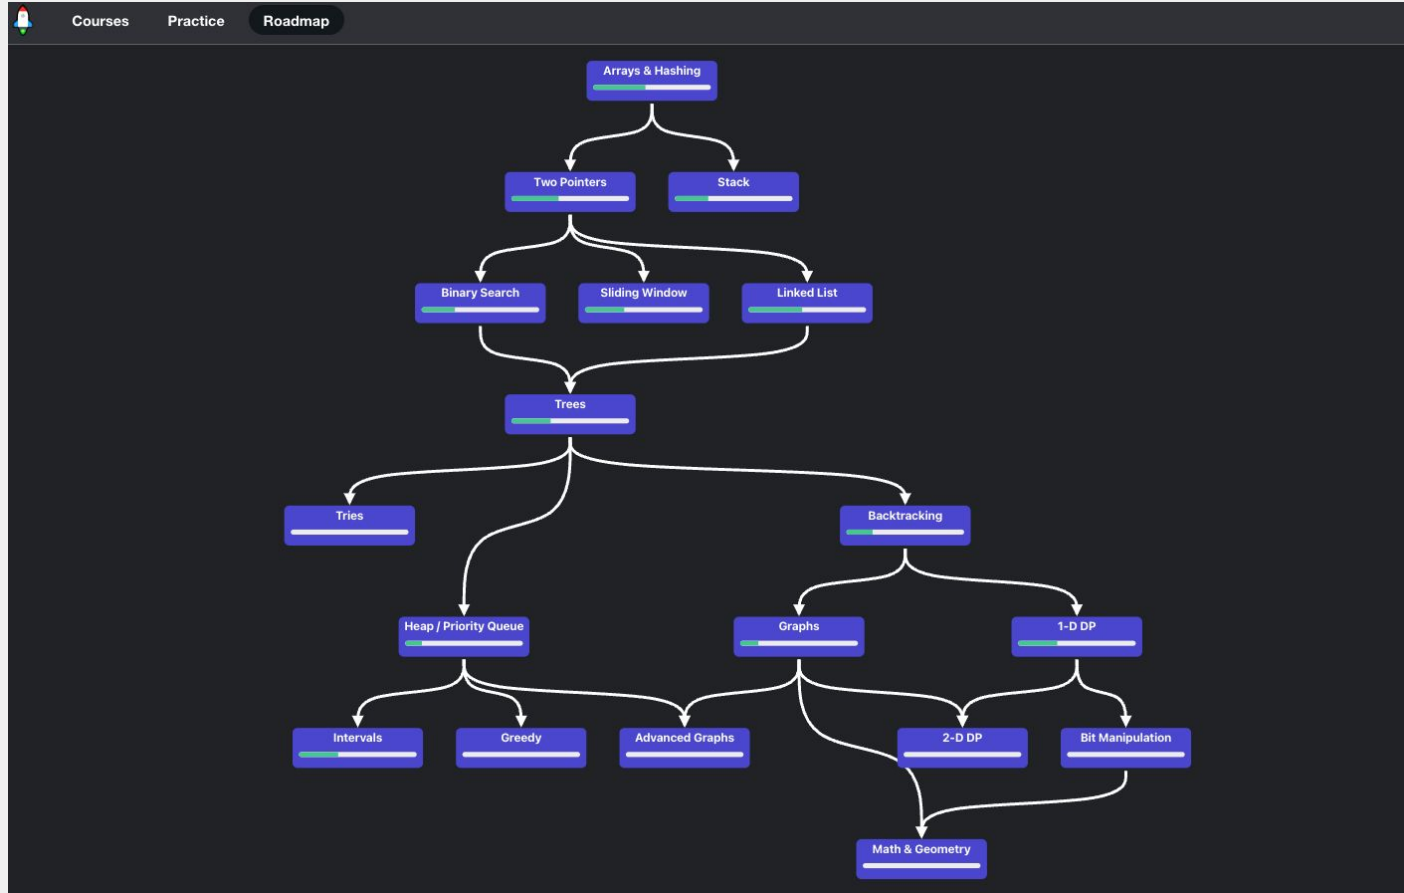 Courses
Practice
Roadmap
Arrays & Hashing
Two Pointers
Stack
Binary Search
Sliding Window
Linked List
Trees
Tries
Backtracking
Heap / Priority Queue
Graphs
1-D DP
Intervals
Greedy
Advanced Graphs
2-D DP
Bit Manipulation
Math & Geometry